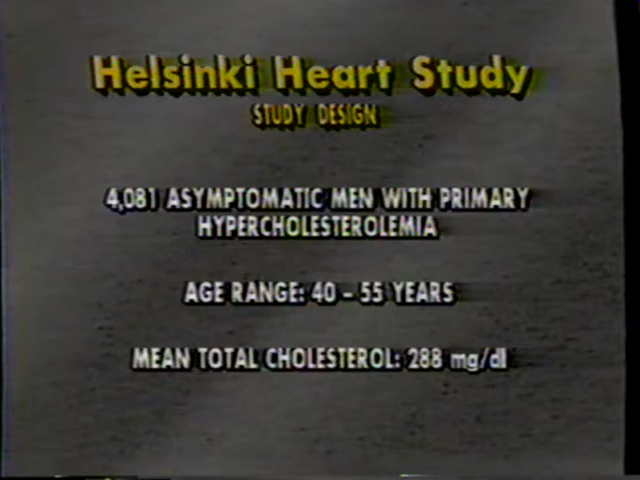 Helsinki Heart Study
STUDY DESIGN
4,081 ASYMPTOMATIC MEN WITH PRIMARY
HYPERCHOLESTEROLEMIA
AGE RANGE: 40 - 55 YEARS
MEAN TOTAL CHOLESTEROL: 288 mg/dl